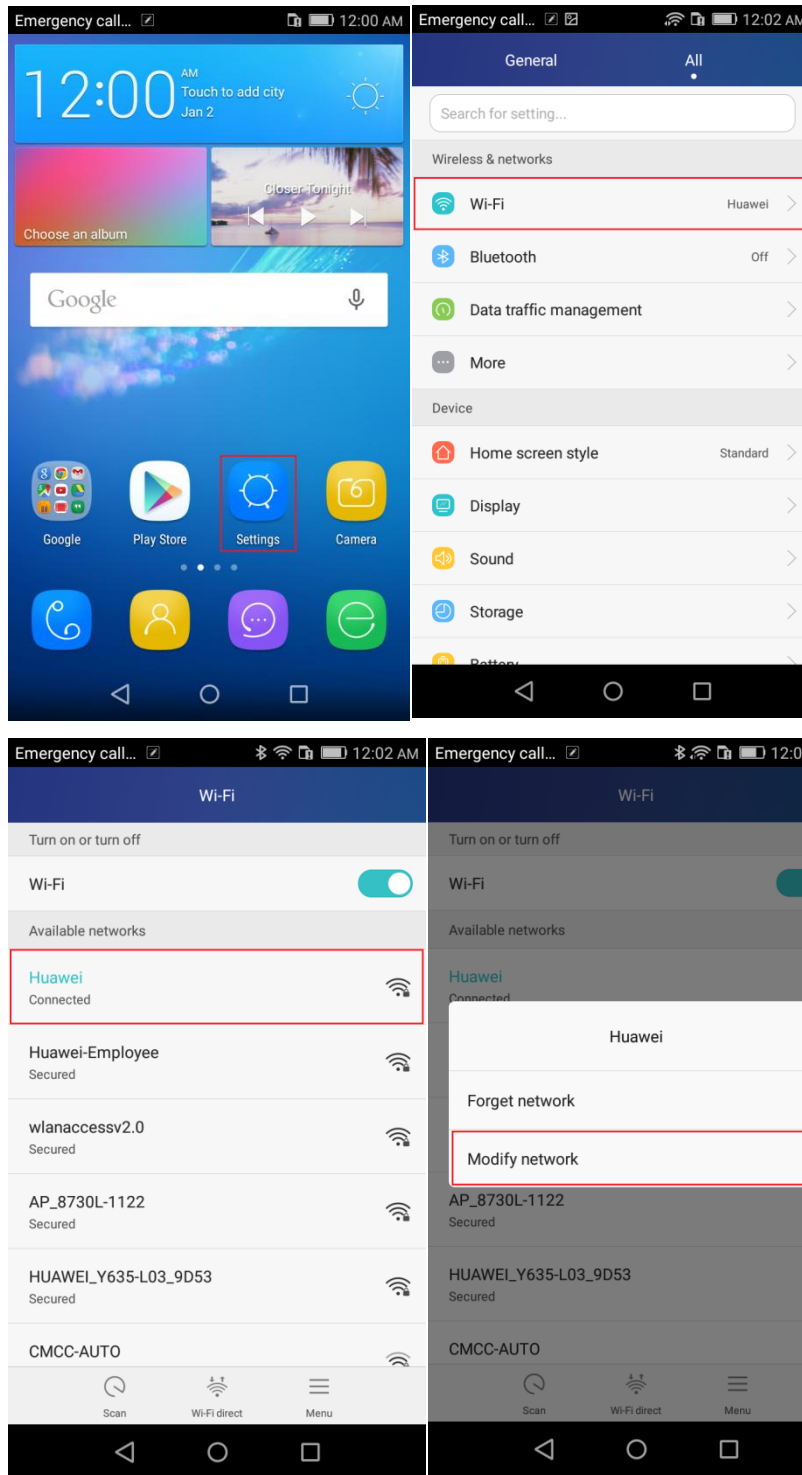 Emergency call... 12:00 AM
12:00 AM
Touch to add city
Jan 2
Closer Tonight
Choose an album
Google
Google Play Store Settings Camera
Emergency call... 12:02 AM
General All
Search for setting...
Wireless & networks
Wi-Fi Huawei
Bluetooth Off
Data traffic management
More
Device
Home screen style Standard
Display
Sound
Storage
Battery
Emergency call... 12:02 AM
Wi-Fi
Turn on or turn off
Wi-Fi
Available networks
Huawei
Connected
Huawei-Employee
Secured
wlanaccessv2.0
Secured
AP_8730L-1122
Secured
HUAWEI_Y635-L03_9D53
Secured
CMCC-AUTO
Scan Wi-Fi direct Menu
Emergency call... 12:0
Wi-Fi
Turn on or turn off
Wi-Fi
Available networks
Huawei
Connected
Huawei
Forget network
Modify network
AP_8730L-1122
Secured
HUAWEI_Y635-L03_9D53
Secured
CMCC-AUTO
Scan Wi-Fi direct Menu